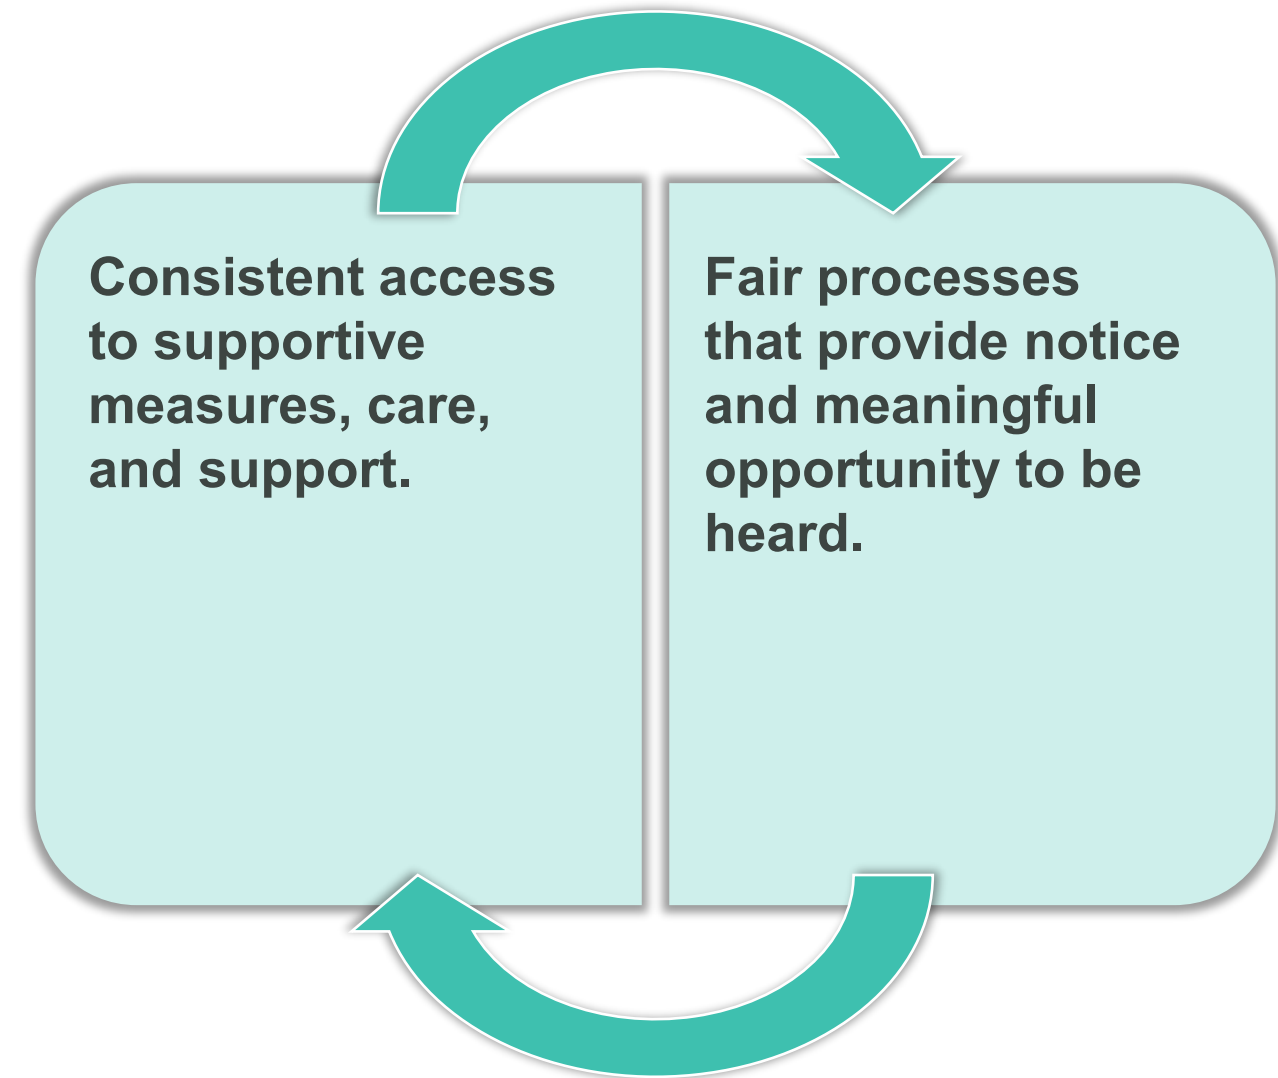 Consistent access
to supportive
measures, care,
and support.
Fair processes
that provide notice
and meaningful
opportunity to be
heard.